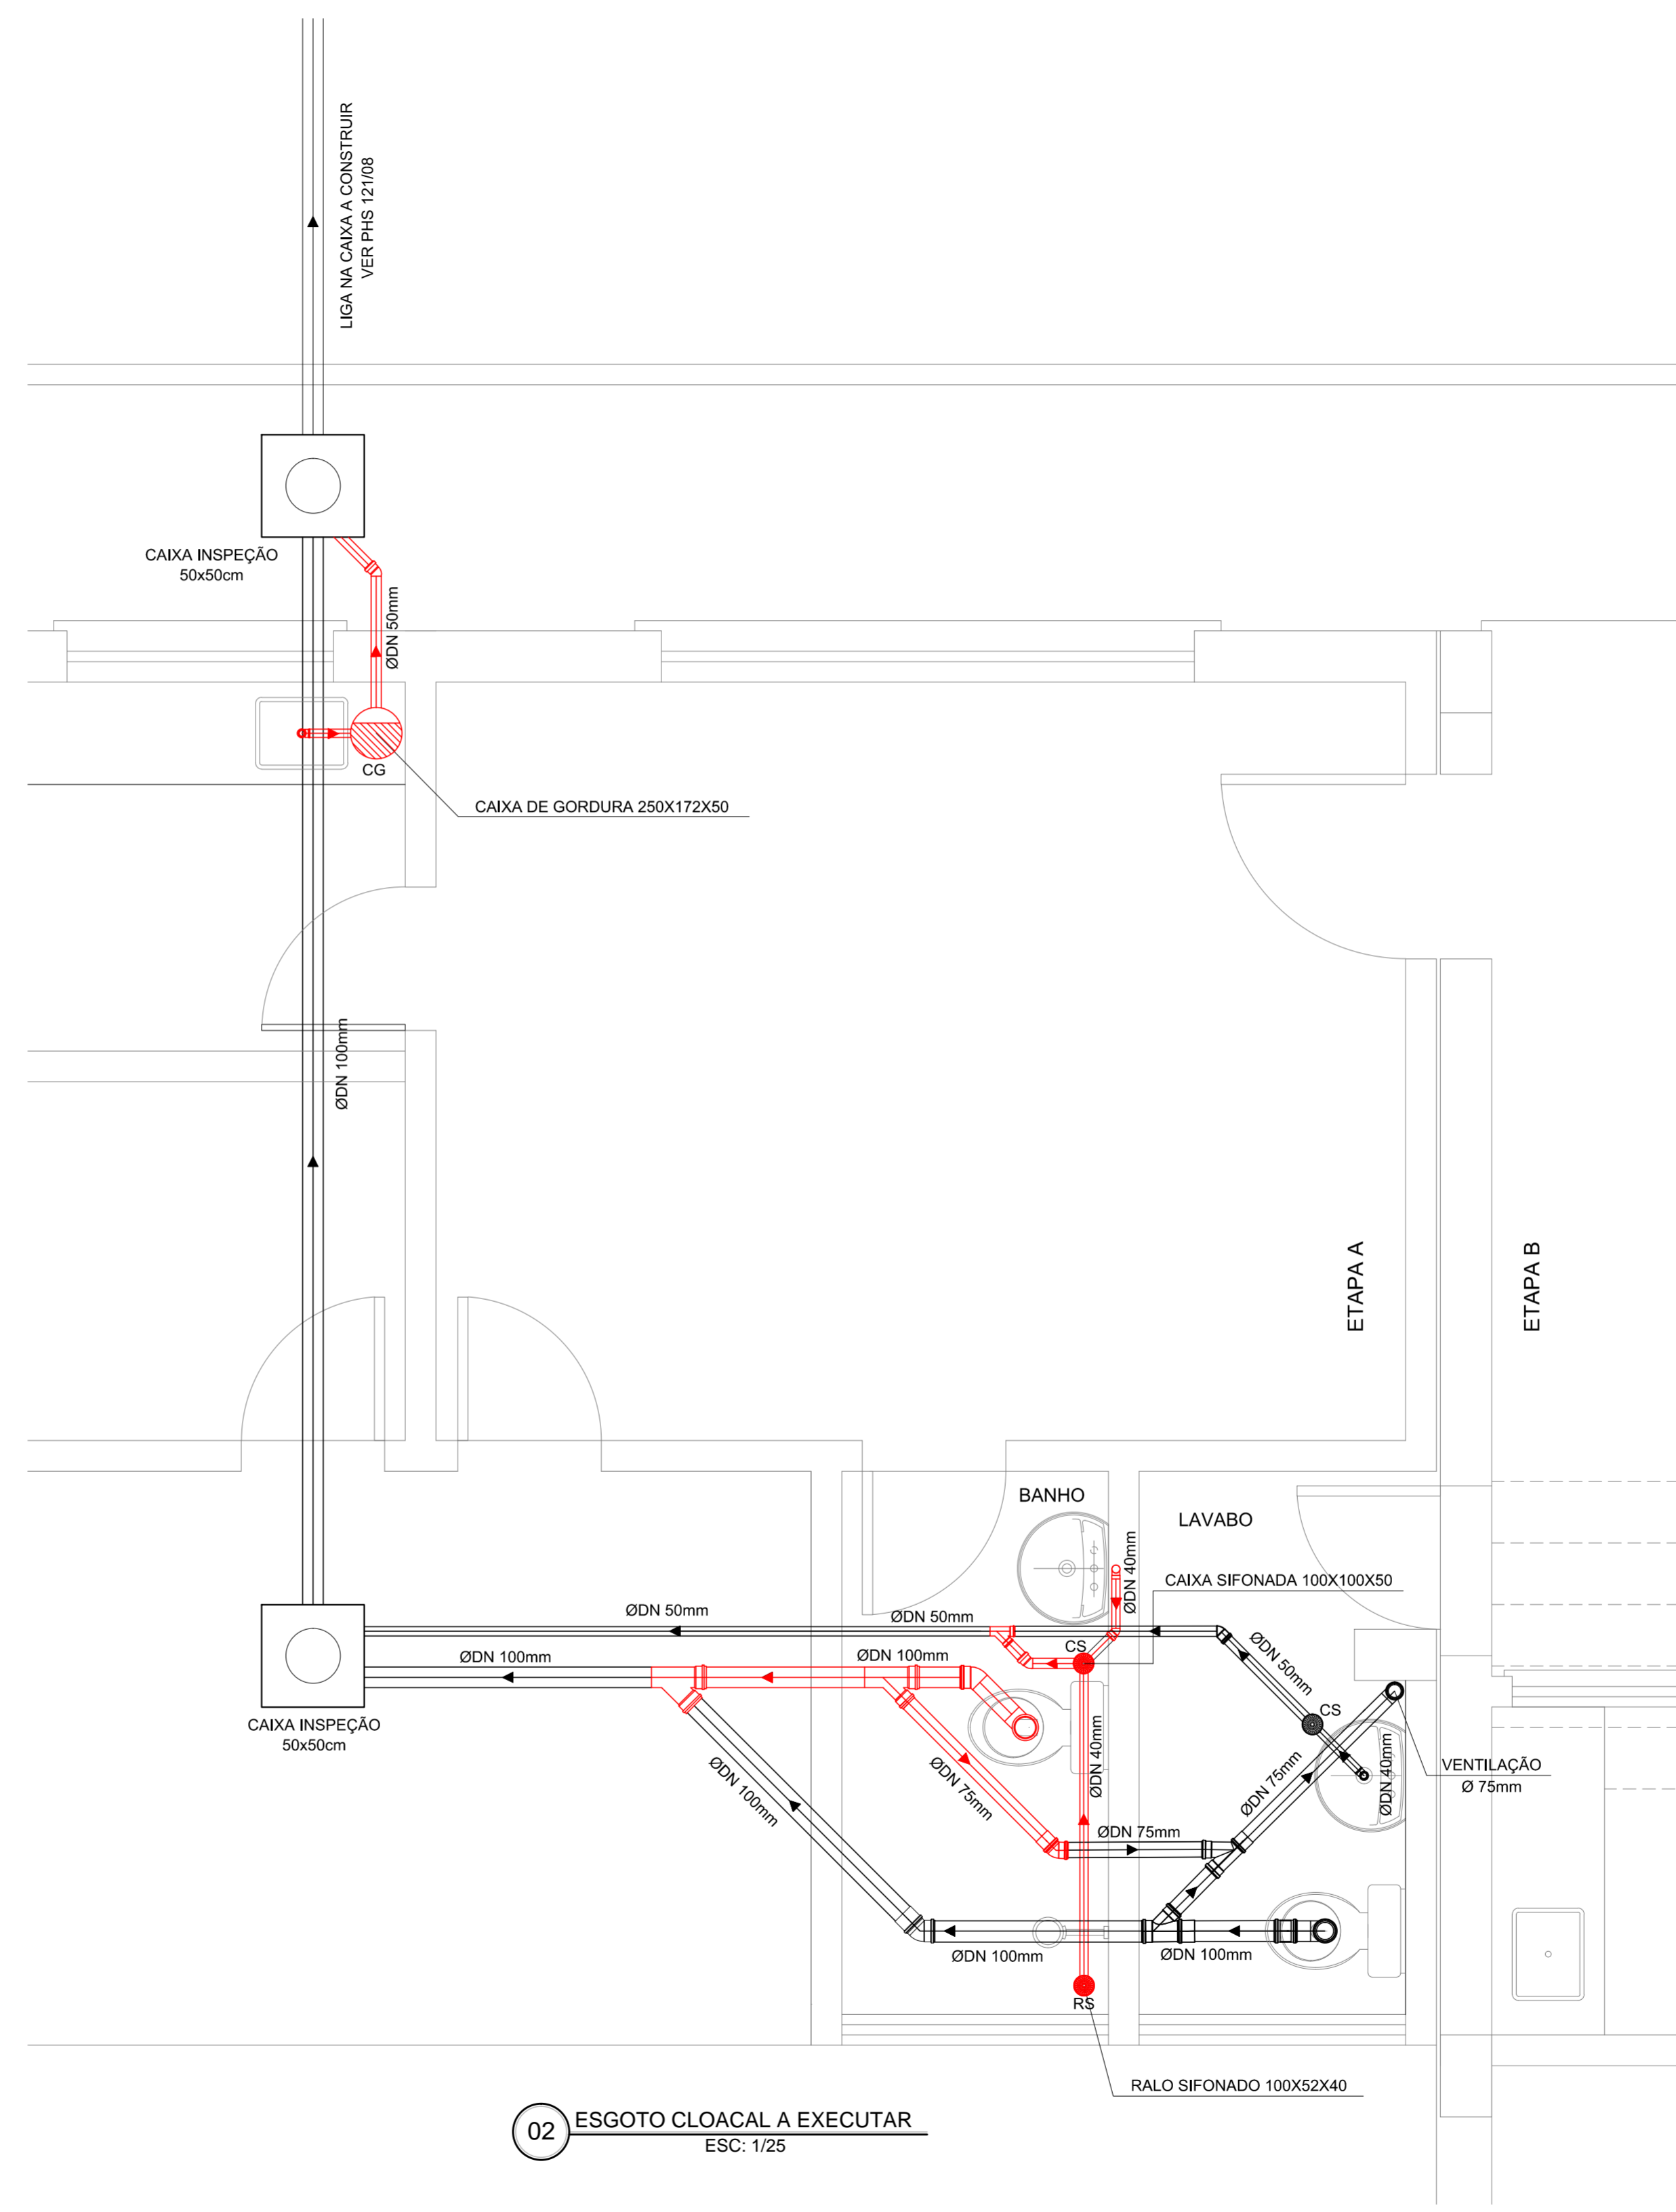 LIGA NA CAIXA A CONSTRUIR
VER PHS 121/08
CAIXA INSPEÇÃO
50x50cm
ØDN 50mm
CG
CAIXA DE GORDURA 250X172X50
ØDN 100mm
ETAPA A
ETAPA B
BANHO
LAVABO
ØDN 40mm
CAIXA SIFONADA 100X100X50
ØDN 50mm
ØDN 50mm
CS
ØDN 50mm
ØDN 100mm
ØDN 100mm
CAIXA INSPEÇÃO
50x50cm
CS
ØDN 40mm
ØDN 40mm
ØDN 100mm
ØDN 75mm
ØDN 75mm
VENTILAÇÃO
Ø 75mm
ØDN 75mm
ØDN 100mm
ØDN 100mm
RS
RALO SIFONADO 100X52X40
02
ESGOTO CLOACAL A EXECUTAR
ESC: 1/25